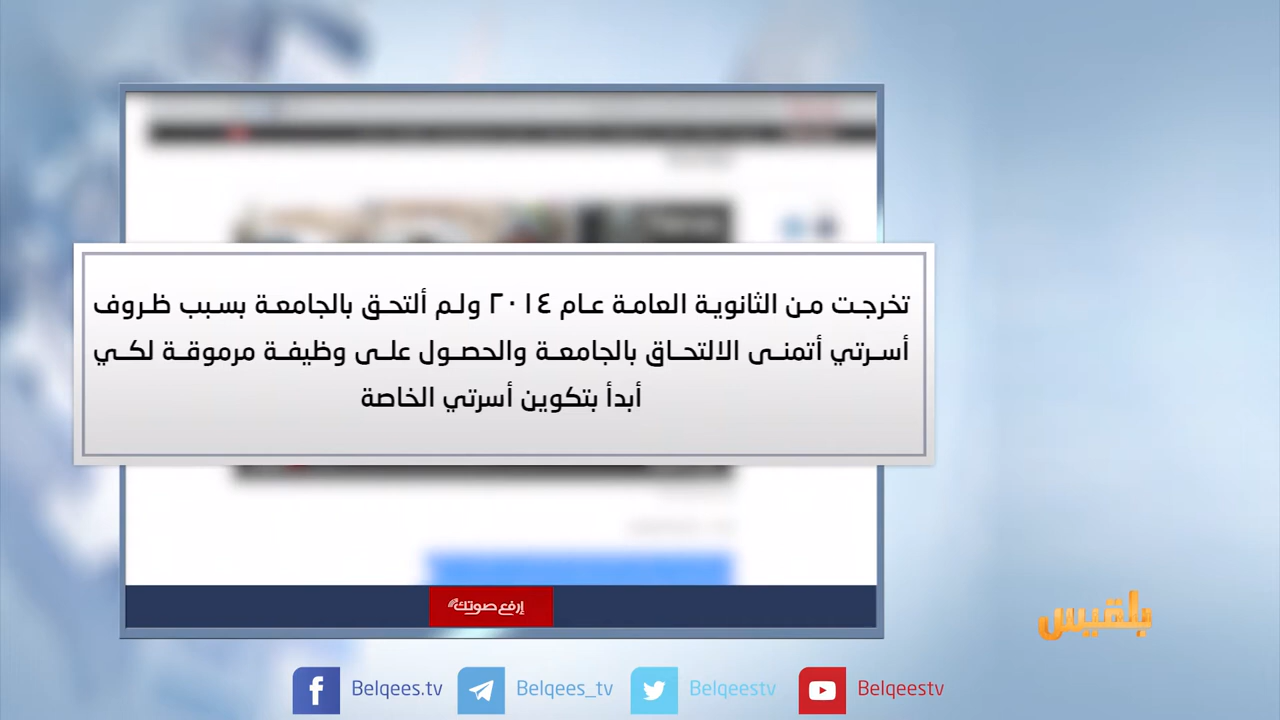 تخرجت من الثانوية العامة عام ٢٠١٤ ولم ألتحق بالجامعة بسبب ظروف
أسرتي أتمنى الالتحاق بالجامعة والحصول على وظيفة مرموقة لكي
أبدأ بتكوين أسرتي الخاصة
إرفع صوتك
بلقيس
Belqees.tv Belqees_tv Belqeestv Belqeestv